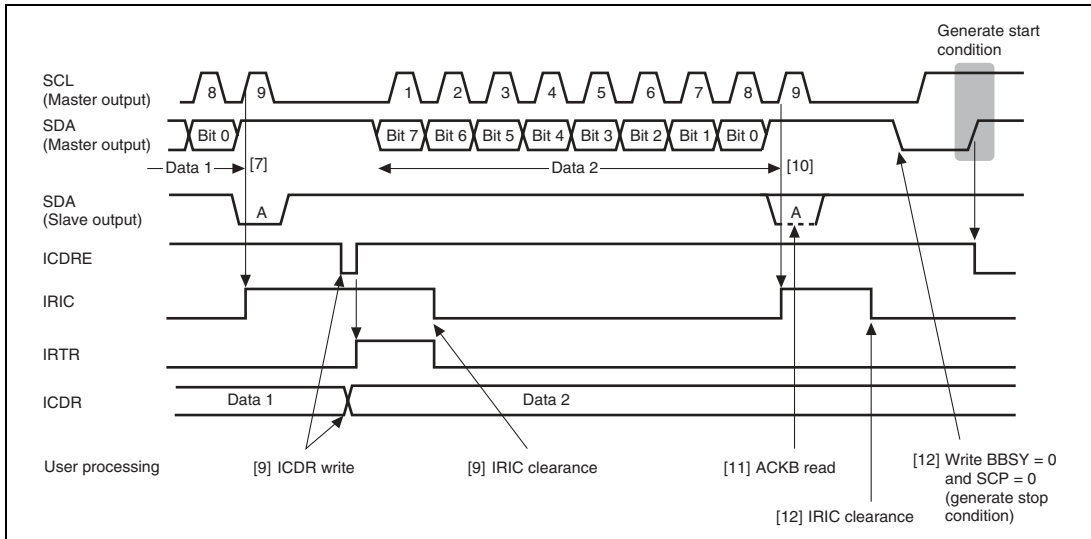 Generate start
condition
SCL
(Master output)
8 9 1 2 3 4 5 6 7 8 9
SDA
(Master output)
Bit 0 Bit 7 Bit 6 Bit 5 Bit 4 Bit 3 Bit 2 Bit 1 Bit 0
Data 1 [7] Data 2 [10]
SDA
(Slave output)
A A
ICDRE
IRIC
IRTR
ICDR
Data 1 Data 2
User processing
[9] ICDR write
[9] IRIC clearance
[11] ACKB read
[12] IRIC clearance
[12] Write BBSY = 0
and SCP = 0
(generate stop
condition)